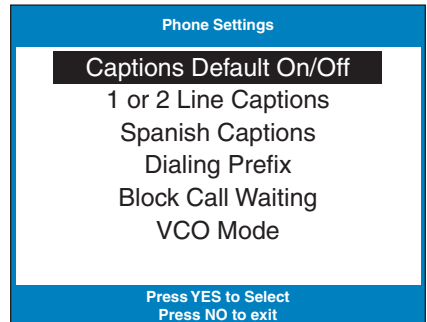 Phone Settings
Captions Default On/Off
1 or 2 Line Captions
Spanish Captions
Dialing Prefix
Block Call Waiting
VCO Mode
Press YES to Select
Press NO to exit